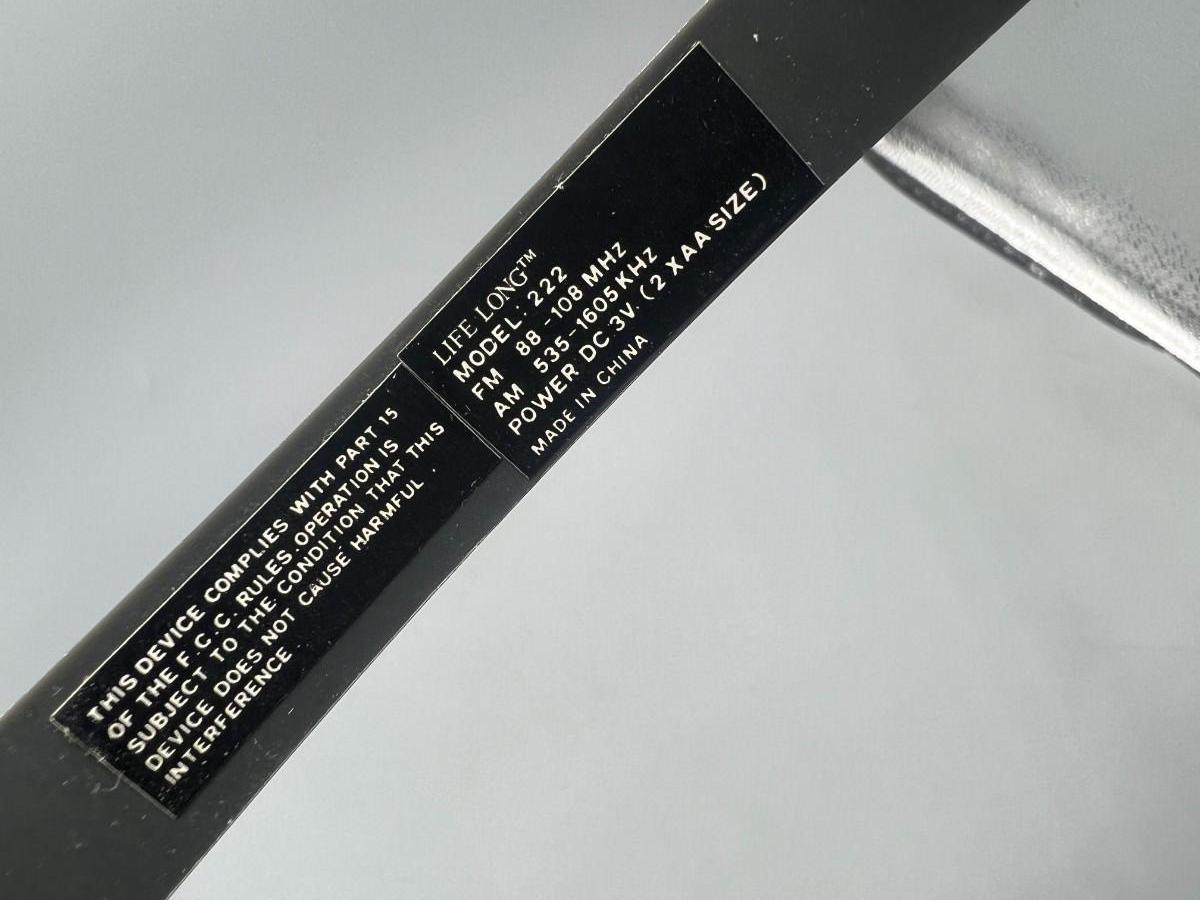 LIFE LONG™
MODEL: 222
FM 88-108 MHz
AM 535-1605 KHz
POWER DC 3V. (2 XAA SIZE)
MADE IN CHINA
THIS DEVICE COMPLIES WITH PART 15
OF THE F.C.C. RULES.OPERATION IS
SUBJECT TO THE CONDITION THAT THIS
DEVICE DOES NOT CAUSE HARMFUL
INTERFERENCE